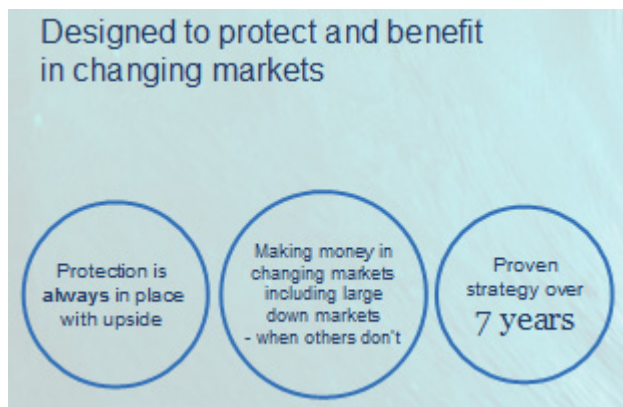 Designed to protect and benefit
in changing markets
Protection is
always in place
with upside
Making money in
changing markets
including large
down markets
- when others don't
Proven
strategy over
7 years